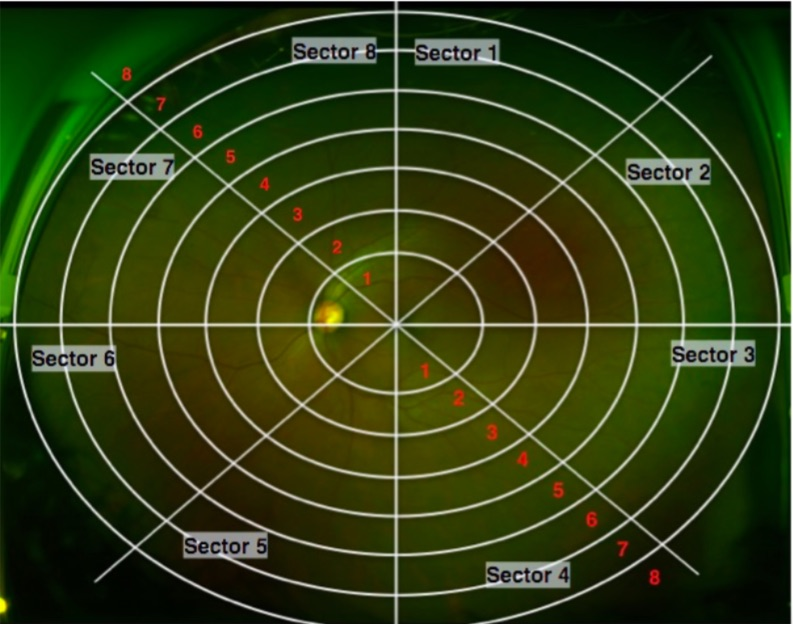 Sector 8
Sector 1
8
7
6
Sector 7
5
Sector 2
4
3
2
1
Sector 6
Sector 3
1
2
3
4
5
6
Sector 5
7
Sector 4
8